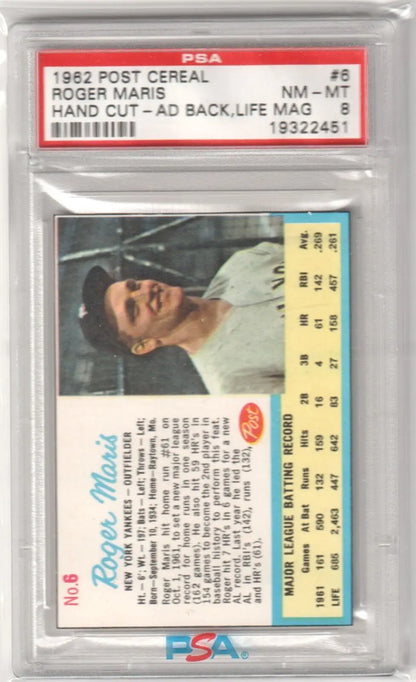 PSA
1962 POST CEREAL #6
ROGER MARIS NM - MT
HAND CUT - AD BACK, LIFE MAG 8
19322451
No.6
Roger Maris
NEW YORK YANKEES — OUTFIELDER
Ht. — 6'; Wt. — 197; Bats — Left; Throws — Left;
Born—September 10, 1934; Home—Raytown, Mo.
Roger Maris hit home run #61 on
Oct. 1, 1961, to set a new major league
record for home runs in one season
(162 games). He also hit 59 HR's in
154 games to become the 2nd player in
baseball history to perform this feat.
Roger hit 7 HR's in 6 games for a new
AL record. Last year he led the
AL in RBI's (142), runs (132),
and HR's (61).
Post
MAJOR LEAGUE BATTING RECORD
Games At Bat Runs Hits 2B 3B HR RBI Avg.
1961 161 590 132 159 16 4 61 142 .269
LIFE 685 2,463 447 642 83 27 158 457 .261
PSA®